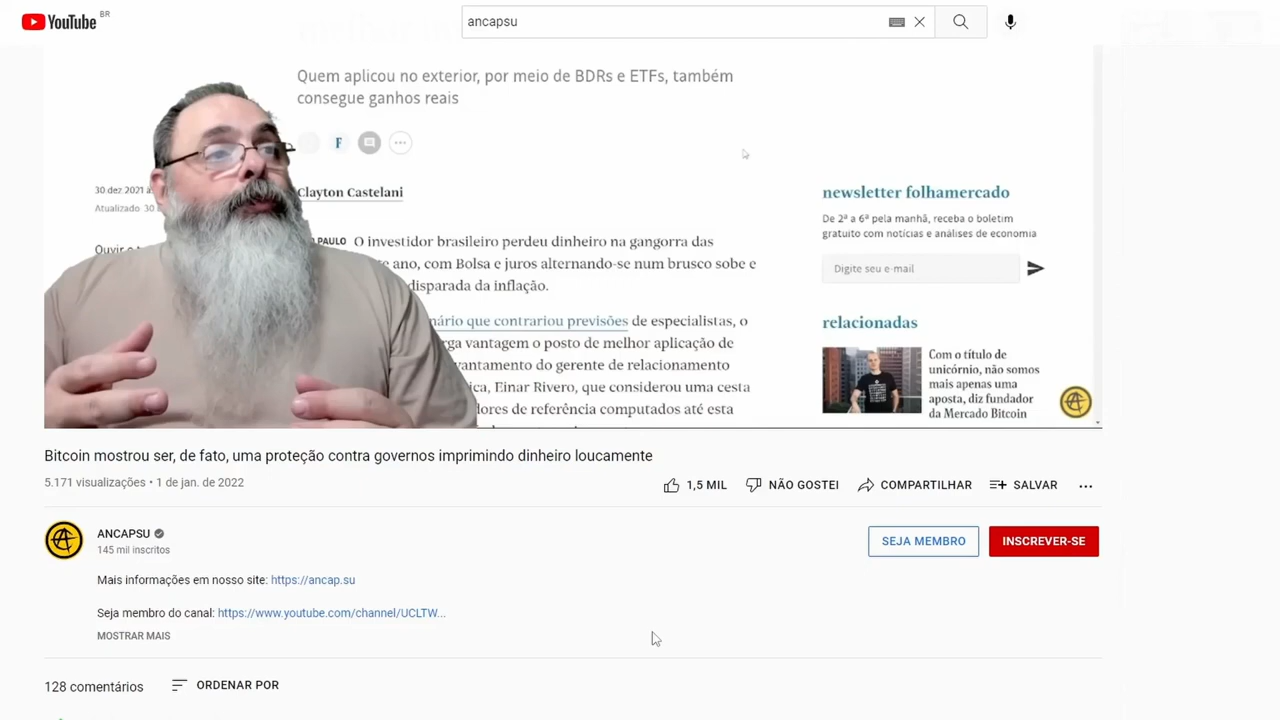 YouTube BR
ancapsu
Quem aplicou no exterior, por meio de BDRs e ETFs, também
consegue ganhos reais
F
30 dez.2021
Clayton Castelani
Atualizado 30
Ouvir o
PAULO O investidor brasileiro perdeu dinheiro na gangorra das
ano, com Bolsa e juros alternando-se num brusco sobe e
disparada da inflação.
que contrariou previsões de especialistas, o
vantagem o posto de melhor aplicação de
do gerente de relacionamento
Einar Rivero, que considerou uma cesta
de referência computados até esta
newsletter folhamercado
De 2ª a 6ª pela manhã, receba o boletim
gratuito com notícias e análises de economia
Digite seu e-mail
relacionadas
Com o título de
unicórnio, não somos
mais apenas uma
aposta, diz fundador
da Mercado Bitcoin
Bitcoin mostrou ser, de fato, uma proteção contra governos imprimindo dinheiro loucamente
5.171 visualizações • 1 de jan. de 2022
1,5 MIL NÃO GOSTEI COMPARTILHAR SALVAR ...
ANCAPSU
145 mil inscritos
SEJA MEMBRO INSCREVER-SE
Mais informações em nosso site: https://ancap.su
Seja membro do canal: https://www.youtube.com/channel/UCLTW...
MOSTRAR MAIS
128 comentários ORDENAR POR